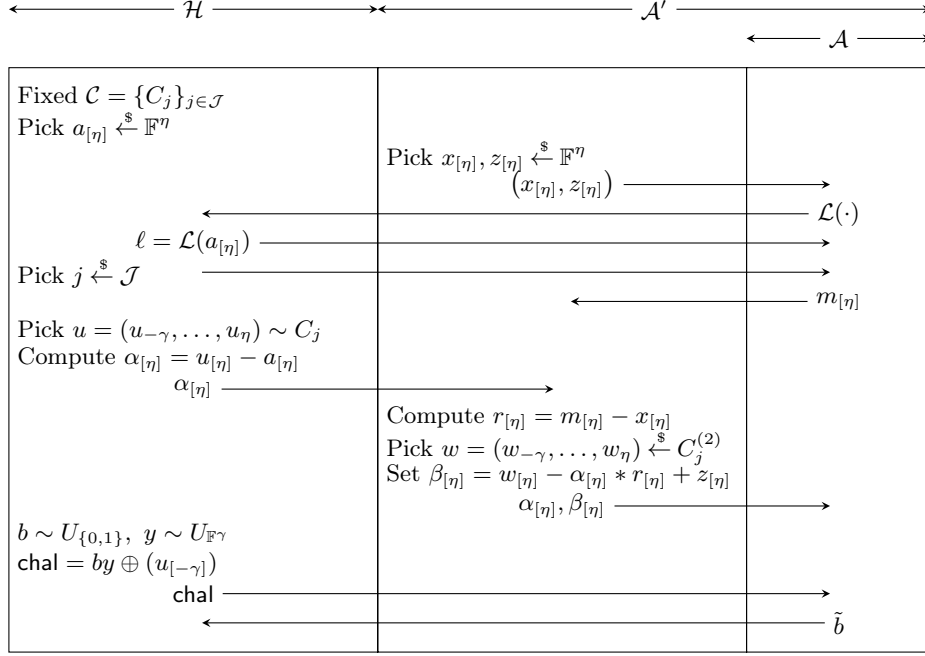 𝓗 𝓐′
𝓐
Fixed 𝒞 = {C_j}_{j∈𝒥}
Pick a_{[η]} ←$ 𝔽^η
Pick x_{[η]}, z_{[η]} ←$ 𝔽^η
(x_{[η]}, z_{[η]})
ℒ(·)
ℓ = ℒ(a_{[η]})
Pick j ←$ 𝒥
m_{[η]}
Pick u = (u_{−γ}, …, u_η) ∼ C_j
Compute α_{[η]} = u_{[η]} − a_{[η]}
α_{[η]}
Compute r_{[η]} = m_{[η]} − x_{[η]}
Pick w = (w_{−γ}, …, w_η) ←$ C_j^{(2)}
Set β_{[η]} = w_{[η]} − α_{[η]} ∗ r_{[η]} + z_{[η]}
α_{[η]}, β_{[η]}
b ∼ U_{{0,1}}, y ∼ U_{𝔽^γ}
chal = by ⊕ (u_{[−γ]})
chal
b̃